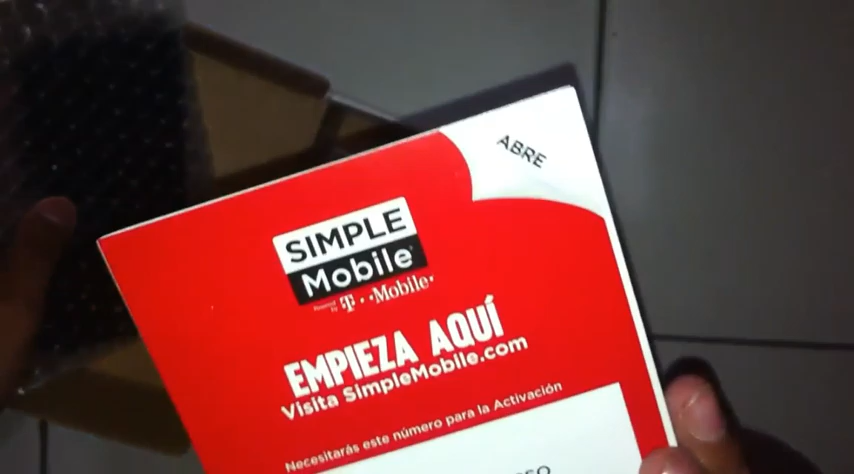 ABRE
SIMPLE
Mobile
Powered by T··Mobile·
EMPIEZA AQUÍ
Visita SimpleMobile.com
Necesitarás este número para la Activación